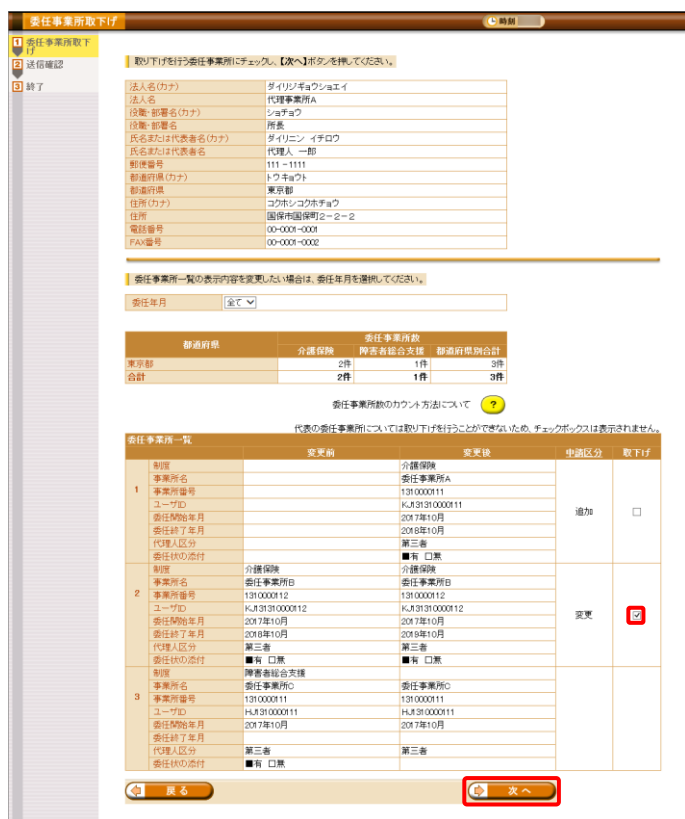 委任事業所取下げ
時刻
1 委任事業所取下げ
2 送信確認
3 終了
取り下げを行う委任事業所にチェックし、【次へ】ボタンを押してください。
法人名(カナ) ダイリジギョウショエイ
法人名 代理事業所A
役職・部署名(カナ) ショチョウ
役職・部署名 所長
氏名または代表者名(カナ) ダイリニン イチロウ
氏名または代表者名 代理人 一郎
郵便番号 111-1111
都道府県(カナ) トウキョウト
都道府県 東京都
住所(カナ) コクホシコクホチョウ
住所 国保市国保町2-2-2
電話番号 00-0001-0001
FAX番号 00-0001-0002
委任事業所一覧の表示内容を変更したい場合は、委任年月を選択してください。
委任年月 全て
都道府県 委任事業所数
介護保険 障害者総合支援 都道府県別合計
東京都 2件 1件 3件
合計 2件 1件 3件
委任事業所数のカウント方法について ?
代表の委任事業所については取り下げを行うことができないため、チェックボックスは表示されません。
委任事業所一覧
変更前 変更後 申請区分 取下げ
1
制度 介護保険
事業所名 委任事業所A
事業所番号 1310000111
ユーザID KJ131310000111
委任開始年月 2017年10月
委任終了年月 2018年10月
代理人区分 第三者
委任状の添付 ■有 □無
追加 □
2
制度 介護保険 介護保険
事業所名 委任事業所B 委任事業所B
事業所番号 1310000112 1310000112
ユーザID KJ131310000112 KJ131310000112
委任開始年月 2017年10月 2017年10月
委任終了年月 2018年10月 2019年10月
代理人区分 第三者 第三者
委任状の添付 ■有 □無 ■有 □無
変更 ☑
3
制度 障害者総合支援
事業所名 委任事業所C 委任事業所C
事業所番号 1310000111 1310000111
ユーザID HJ1310000111 HJ1310000111
委任開始年月 2017年10月 2017年10月
委任終了年月
代理人区分 第三者 第三者
委任状の添付 ■有 □無
戻る 次へ